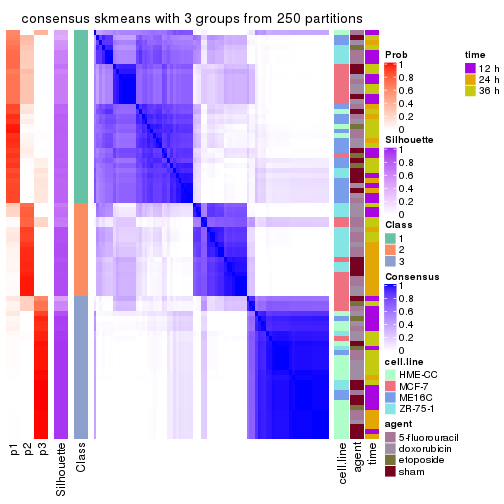 consensus skmeans with 3 groups from 250 partitions
Prob
1
0.8
0.6
0.4
0.2
0
time
12 h
24 h
36 h
Silhouette
1
0.8
0.6
0.4
0.2
0
Class
1
2
3
Consensus
1
0.8
0.6
0.4
0.2
0
cell.line
HME-CC
MCF-7
ME16C
ZR-75-1
agent
5-fluorouracil
doxorubicin
etoposide
sham
p1
p2
p3
Silhouette
Class
cell.line
agent
time